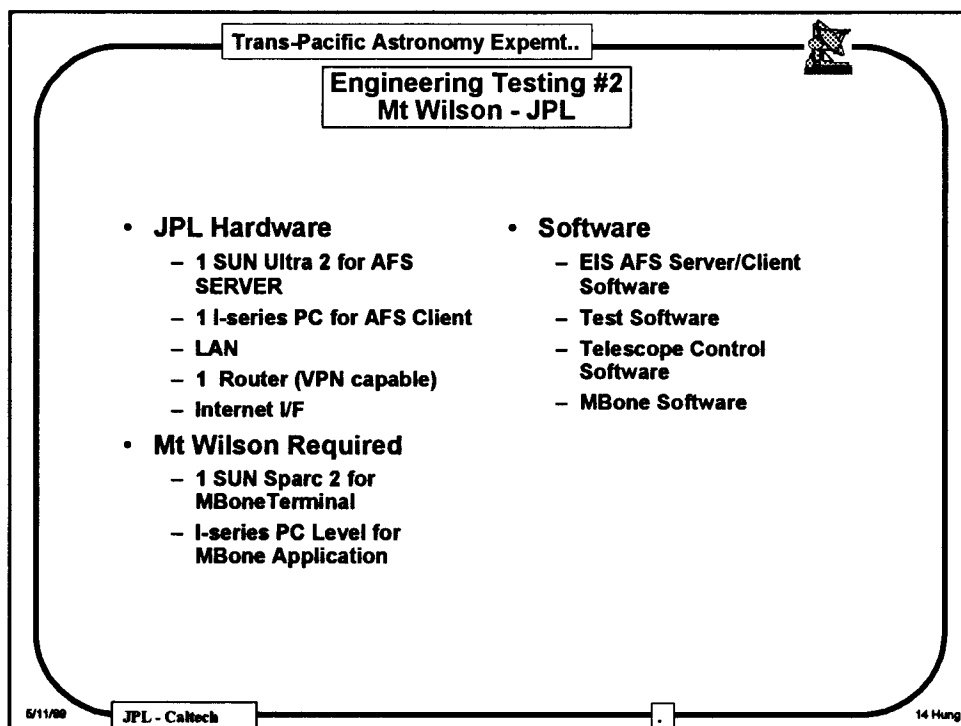 Trans-Pacific Astronomy Expemt..
Engineering Testing #2
Mt Wilson - JPL
• JPL Hardware
– 1 SUN Ultra 2 for AFS
SERVER
– 1 I-series PC for AFS Client
– LAN
– 1 Router (VPN capable)
– Internet I/F
• Mt Wilson Required
– 1 SUN Sparc 2 for
MBoneTerminal
– I-series PC Level for
MBone Application
• Software
– EIS AFS Server/Client
Software
– Test Software
– Telescope Control
Software
– MBone Software
5/11/99
JPL - Caltech
.
14 Hung